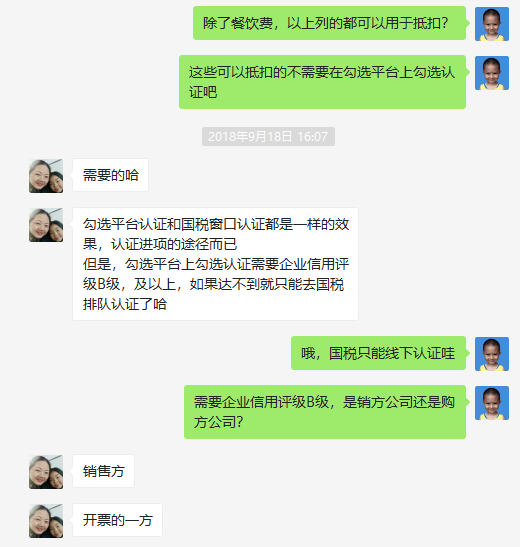 除了餐饮费，以上列的都可以用于抵扣？
这些可以抵扣的不需要在勾选平台上勾选认
证吧
2018年9月18日 16:07
需要的哈
勾选平台认证和国税窗口认证都是一样的效
果，认证进项的途径而已
但是，勾选平台上勾选认证需要企业信用评
级B级，及以上，如果达不到就只能去国税
排队认证了哈
哦，国税只能线下认证哇
需要企业信用评级B级，是销方公司还是购
方公司？
销售方
开票的一方